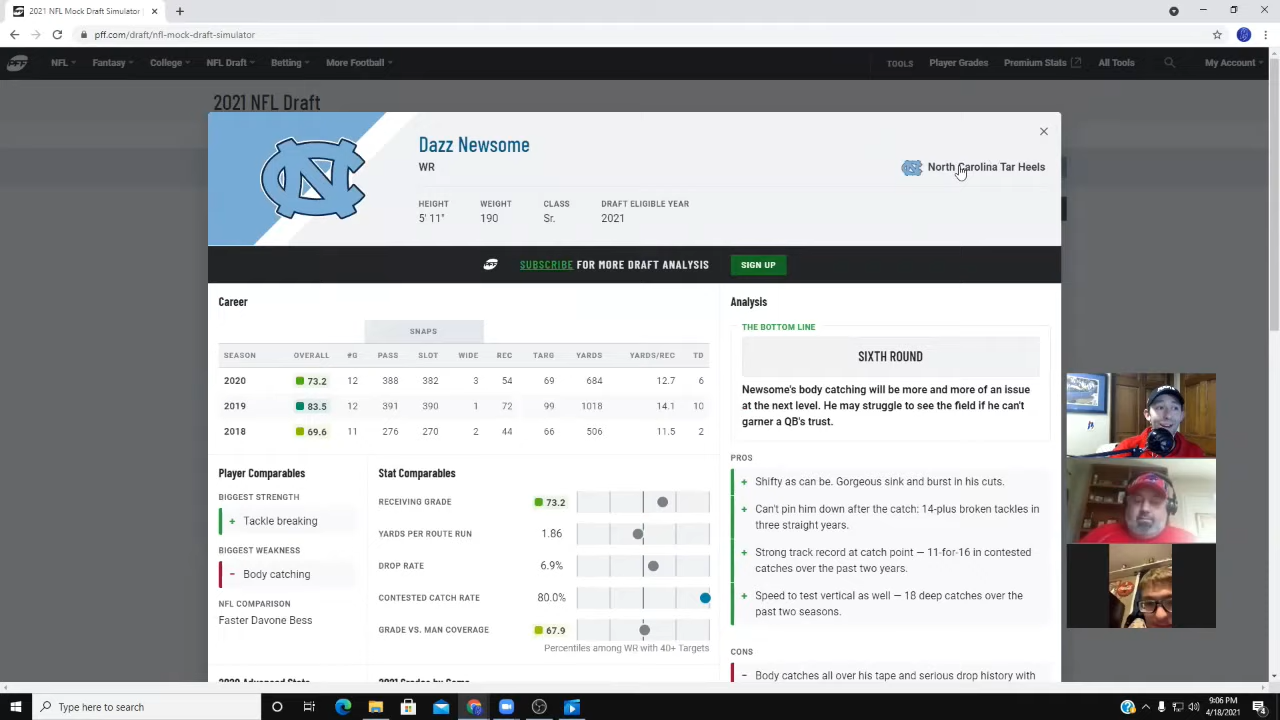 2021 NFL Mock Draft Simulator
pff.com/draft/nfl-mock-draft-simulator
PFF NFL Fantasy College NFL Draft Betting More Football TOOLS Player Grades Premium Stats All Tools My Account
2021 NFL Draft
NC
Dazz Newsome
WR
North Carolina Tar Heels
HEIGHT WEIGHT CLASS DRAFT ELIGIBLE YEAR
5' 11" 190 Sr. 2021
SUBSCRIBE FOR MORE DRAFT ANALYSIS SIGN UP
Career
SNAPS
SEASON OVERALL #G PASS SLOT WIDE REC TARG YARDS YARDS/REC TD
2020 73.2 12 388 382 3 54 69 684 12.7 6
2019 83.5 12 391 390 1 72 99 1018 14.1 10
2018 69.6 11 276 270 2 44 66 506 11.5 2
Player Comparables
BIGGEST STRENGTH
+ Tackle breaking
BIGGEST WEAKNESS
– Body catching
NFL COMPARISON
Faster Davone Bess
Stat Comparables
RECEIVING GRADE 73.2
YARDS PER ROUTE RUN 1.86
DROP RATE 6.9%
CONTESTED CATCH RATE 80.0%
GRADE VS. MAN COVERAGE 67.9
Percentiles among WR with 40+ Targets
Analysis
THE BOTTOM LINE
SIXTH ROUND
Newsome's body catching will be more and more of an issue
at the next level. He may struggle to see the field if he can't
garner a QB's trust.
PROS
+ Shifty as can be. Gorgeous sink and burst in his cuts.
+ Can't pin him down after the catch: 14-plus broken tackles in
three straight years.
+ Strong track record at catch point — 11-for-16 in contested
catches over the past two years.
+ Speed to test vertical as well — 18 deep catches over the
past two seasons.
CONS
– Body catches all over his tape and serious drop history with
Type here to search
9:06 PM
4/18/2021